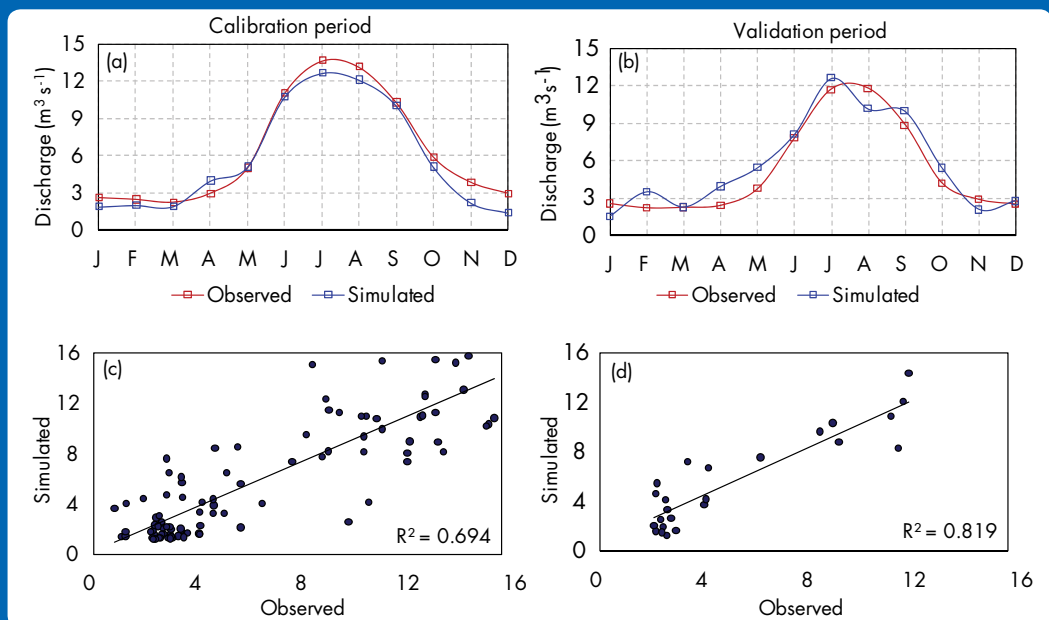 Calibration period
(a)
Discharge (m³ s⁻¹)
15
12
9
6
3
0
J F M A M J J A S O N D
Observed Simulated
Validation period
(b)
Discharge (m³ s⁻¹)
15
12
9
6
3
0
J F M A M J J A S O N D
Observed Simulated
(c)
Simulated
16
12
8
4
0
R² = 0.694
0 4 8 12 16
Observed
(d)
Simulated
16
12
8
4
0
R² = 0.819
0 4 8 12 16
Observed